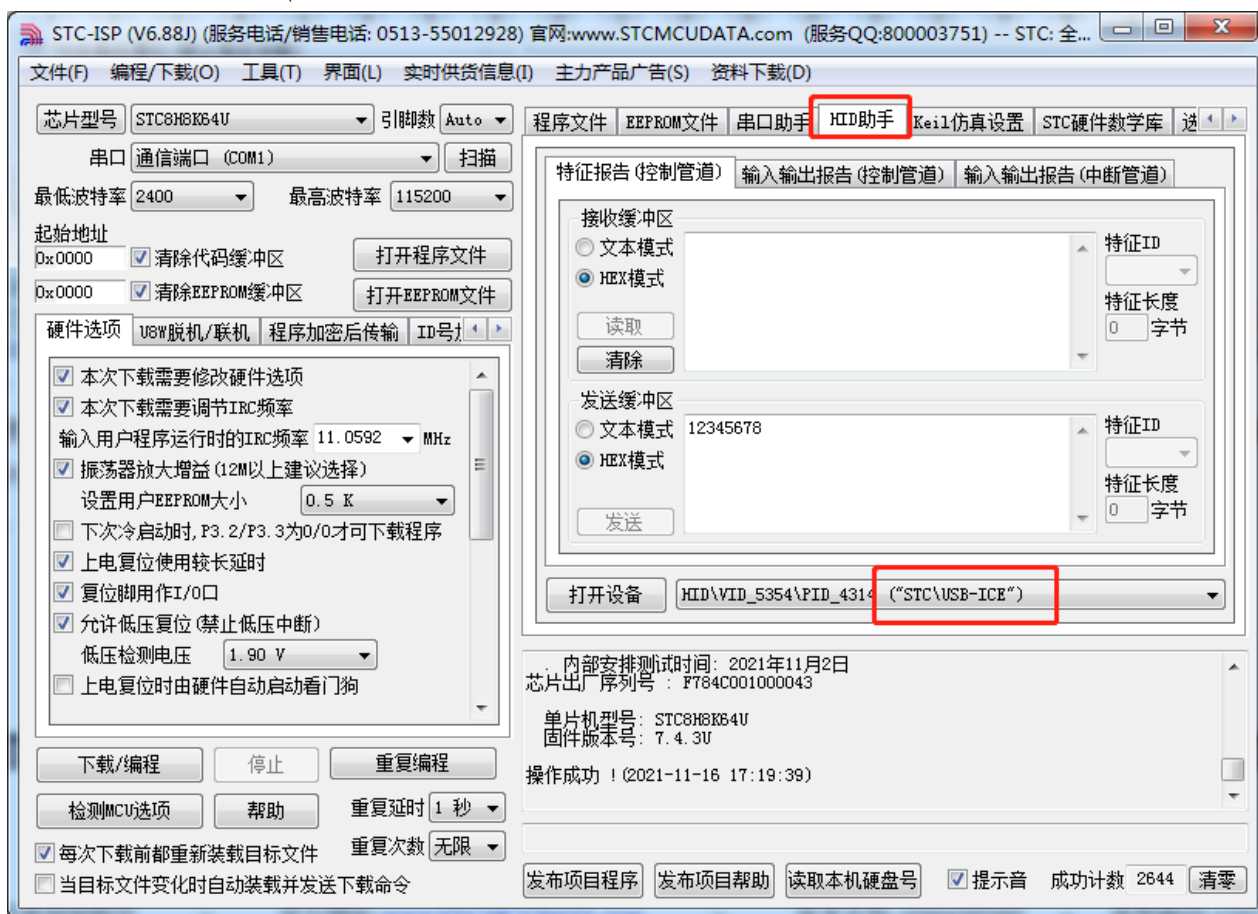 STC-ISP (V6.88J) (服务电话/销售电话: 0513-55012928) 官网:www.STCMCUDATA.com (服务QQ:800003751) -- STC: 全...
文件(F) 编程/下载(O) 工具(T) 界面(L) 实时供货信息(I) 主力产品广告(S) 资料下载(D)
芯片型号 STC8H8K64U 引脚数 Auto
串口 通信端口 (COM1) 扫描
最低波特率 2400 最高波特率 115200
起始地址
0x0000 清除代码缓冲区 打开程序文件
0x0000 清除EEPROM缓冲区 打开EEPROM文件
硬件选项 U8W脱机/联机 程序加密后传输 ID号
本次下载需要修改硬件选项
本次下载需要调节IRC频率
输入用户程序运行时的IRC频率 11.0592 MHz
振荡器放大增益(12M以上建议选择)
设置用户EEPROM大小 0.5 K
下次冷启动时,P3.2/P3.3为0/0才可下载程序
上电复位使用较长延时
复位脚用作I/O口
允许低压复位(禁止低压中断)
低压检测电压 1.90 V
上电复位时由硬件自动启动看门狗
下载/编程 停止 重复编程
检测MCU选项 帮助 重复延时 1 秒
每次下载前都重新装载目标文件 重复次数 无限
当目标文件变化时自动装载并发送下载命令
程序文件 EEPROM文件 串口助手 HID助手 Keil仿真设置 STC硬件数学库 选
特征报告(控制管道) 输入输出报告(控制管道) 输入输出报告(中断管道)
接收缓冲区
文本模式 特征ID
HEX模式
特征长度
读取 0 字节
清除
发送缓冲区
文本模式 12345678 特征ID
HEX模式
特征长度
发送 0 字节
打开设备 HID\VID_5354\PID_4314 ("STC\USB-ICE")
. 内部安排测试时间: 2021年11月2日
芯片出厂序列号 : F784C001000043
单片机型号: STC8H8K64U
固件版本号: 7.4.3U
操作成功 !(2021-11-16 17:19:39)
发布项目程序 发布项目帮助 读取本机硬盘号 提示音 成功计数 2644 清零